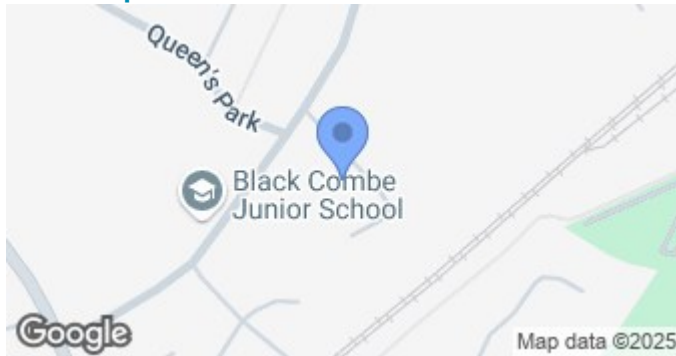 Queen's Park
Black Combe
Junior School
Google
Map data ©2025